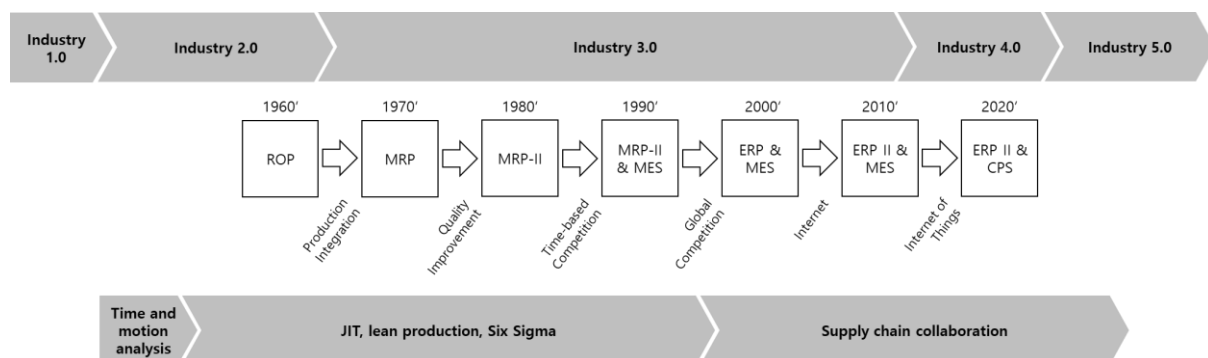 Industry
1.0
Industry 2.0
Industry 3.0
Industry 4.0
Industry 5.0
1960′
1970′
1980′
1990′
2000′
2010′
2020′
ROP
MRP
MRP-II
MRP-II
& MES
ERP &
MES
ERP II &
MES
ERP II &
CPS
Production
Integration
Quality
Improvement
Time-based
Competition
Global
Competition
Internet
Internet of
Things
Time and
motion
analysis
JIT, lean production, Six Sigma
Supply chain collaboration